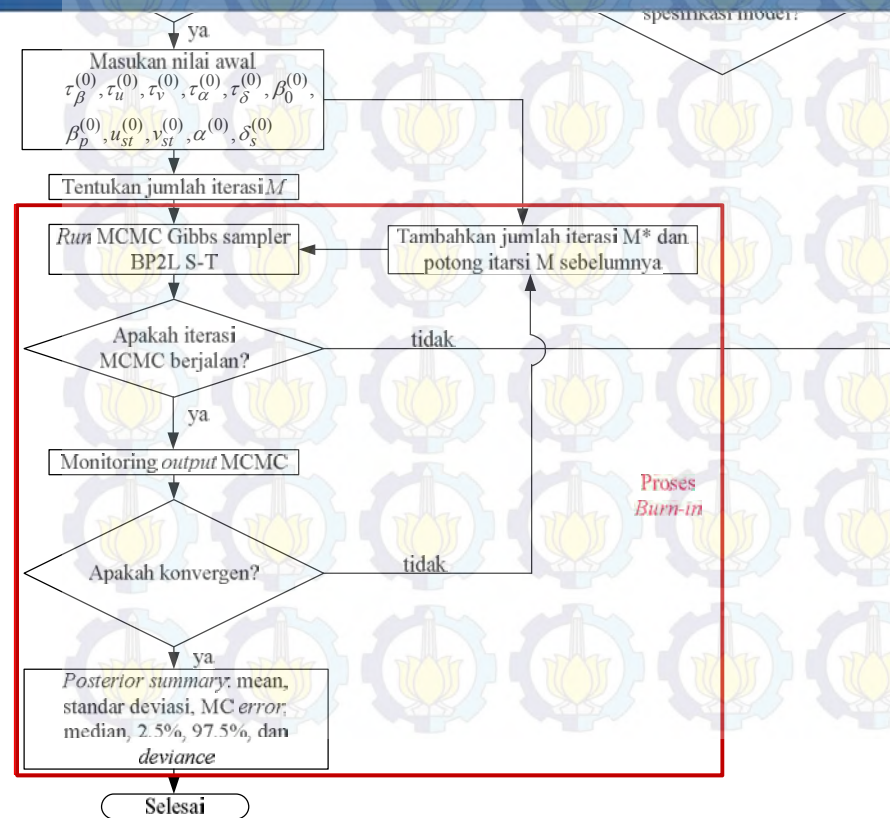 spesifikasi model?
ya
Masukan nilai awal
τ_β^(0), τ_u^(0), τ_v^(0), τ_α^(0), τ_δ^(0), β_0^(0),
β_p^(0), u_st^(0), v_st^(0), α^(0), δ_s^(0)
Tentukan jumlah iterasi M
Run MCMC Gibbs sampler
BP2L S-T
Tambahkan jumlah iterasi M* dan
potong itarsi M sebelumnya
Apakah iterasi
MCMC berjalan?
tidak
ya
Monitoring output MCMC
Proses
Burn-in
Apakah konvergen?
tidak
ya
Posterior summary: mean,
standar deviasi, MC error,
median, 2.5%, 97.5%, dan
deviance
Selesai